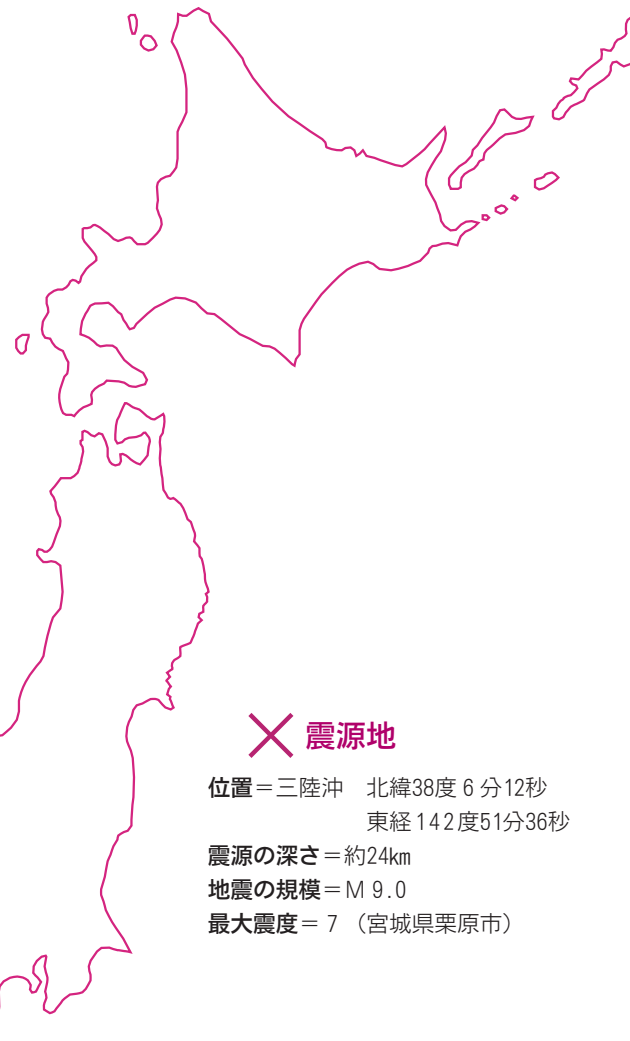 震源地
位置＝三陸沖　北緯38度6分12秒
東経142度51分36秒
震源の深さ＝約24km
地震の規模＝M 9.0
最大震度＝7（宮城県栗原市）